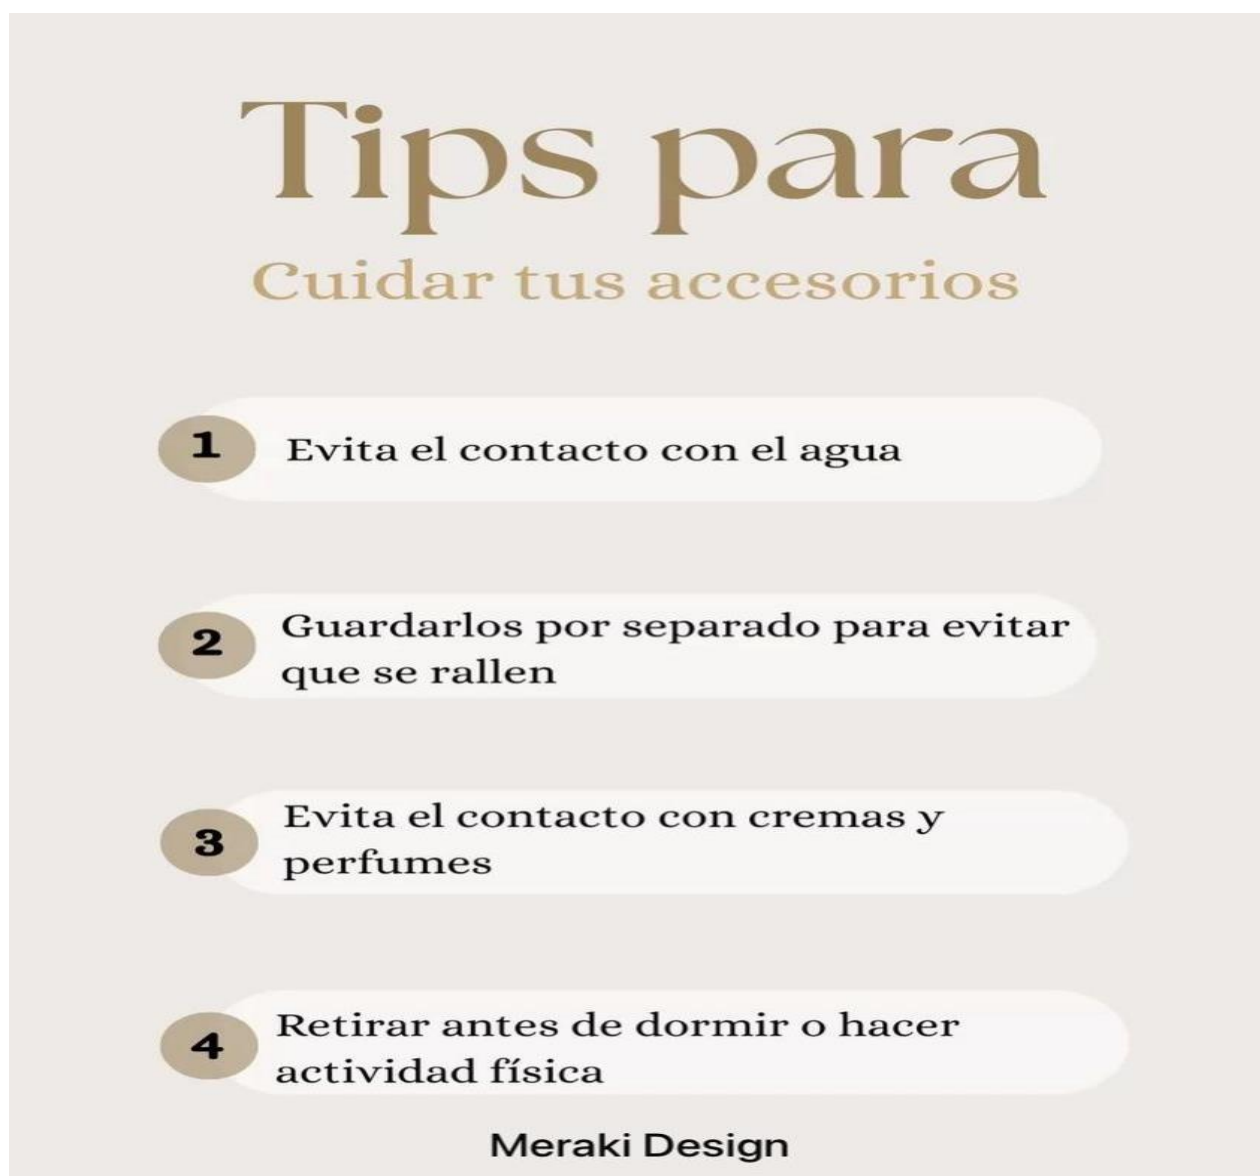 Tips para
Cuidar tus accesorios
1 Evita el contacto con el agua
2 Guardarlos por separado para evitar
que se rallen
3 Evita el contacto con cremas y
perfumes
4 Retirar antes de dormir o hacer
actividad física
Meraki Design